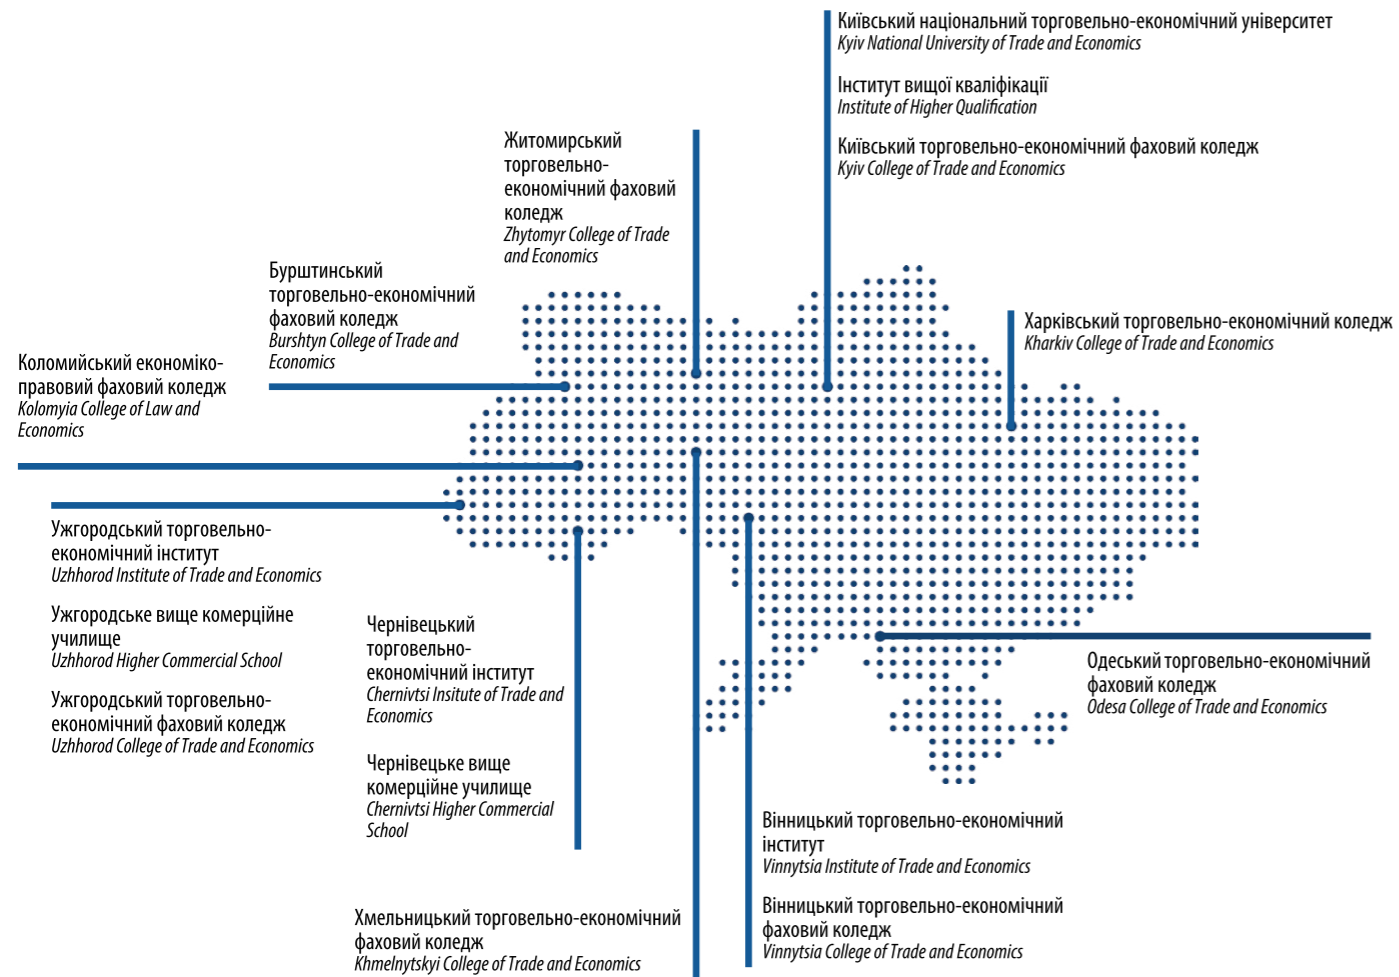 Київський національний торговельно-економічний університет
Kyiv National University of Trade and Economics
Інститут вищої кваліфікації
Institute of Higher Qualification
Київський торговельно-економічний фаховий коледж
Kyiv College of Trade and Economics
Житомирський
торговельно-
економічний фаховий
коледж
Zhytomyr College of Trade
and Economics
Бурштинський
торговельно-економічний
фаховий коледж
Burshtyn College of Trade and
Economics
Харківський торговельно-економічний коледж
Kharkiv College of Trade and Economics
Коломийський економіко-
правовий фаховий коледж
Kolomyia College of Law and
Economics
Ужгородський торговельно-
економічний інститут
Uzhhorod Institute of Trade and Economics
Ужгородське вище комерційне
училище
Uzhhorod Higher Commercial School
Ужгородський торговельно-
економічний фаховий коледж
Uzhhorod College of Trade and Economics
Чернівецький
торговельно-
економічний інститут
Chernivtsi Insitute of Trade and
Economics
Чернівецьке вище
комерційне училище
Chernivtsi Higher Commercial
School
Одеський торговельно-економічний
фаховий коледж
Odesa College of Trade and Economics
Вінницький торговельно-економічний
інститут
Vinnytsia Institute of Trade and Economics
Вінницький торговельно-економічний
фаховий коледж
Vinnytsia College of Trade and Economics
Хмельницький торговельно-економічний
фаховий коледж
Khmelnytskyi College of Trade and Economics